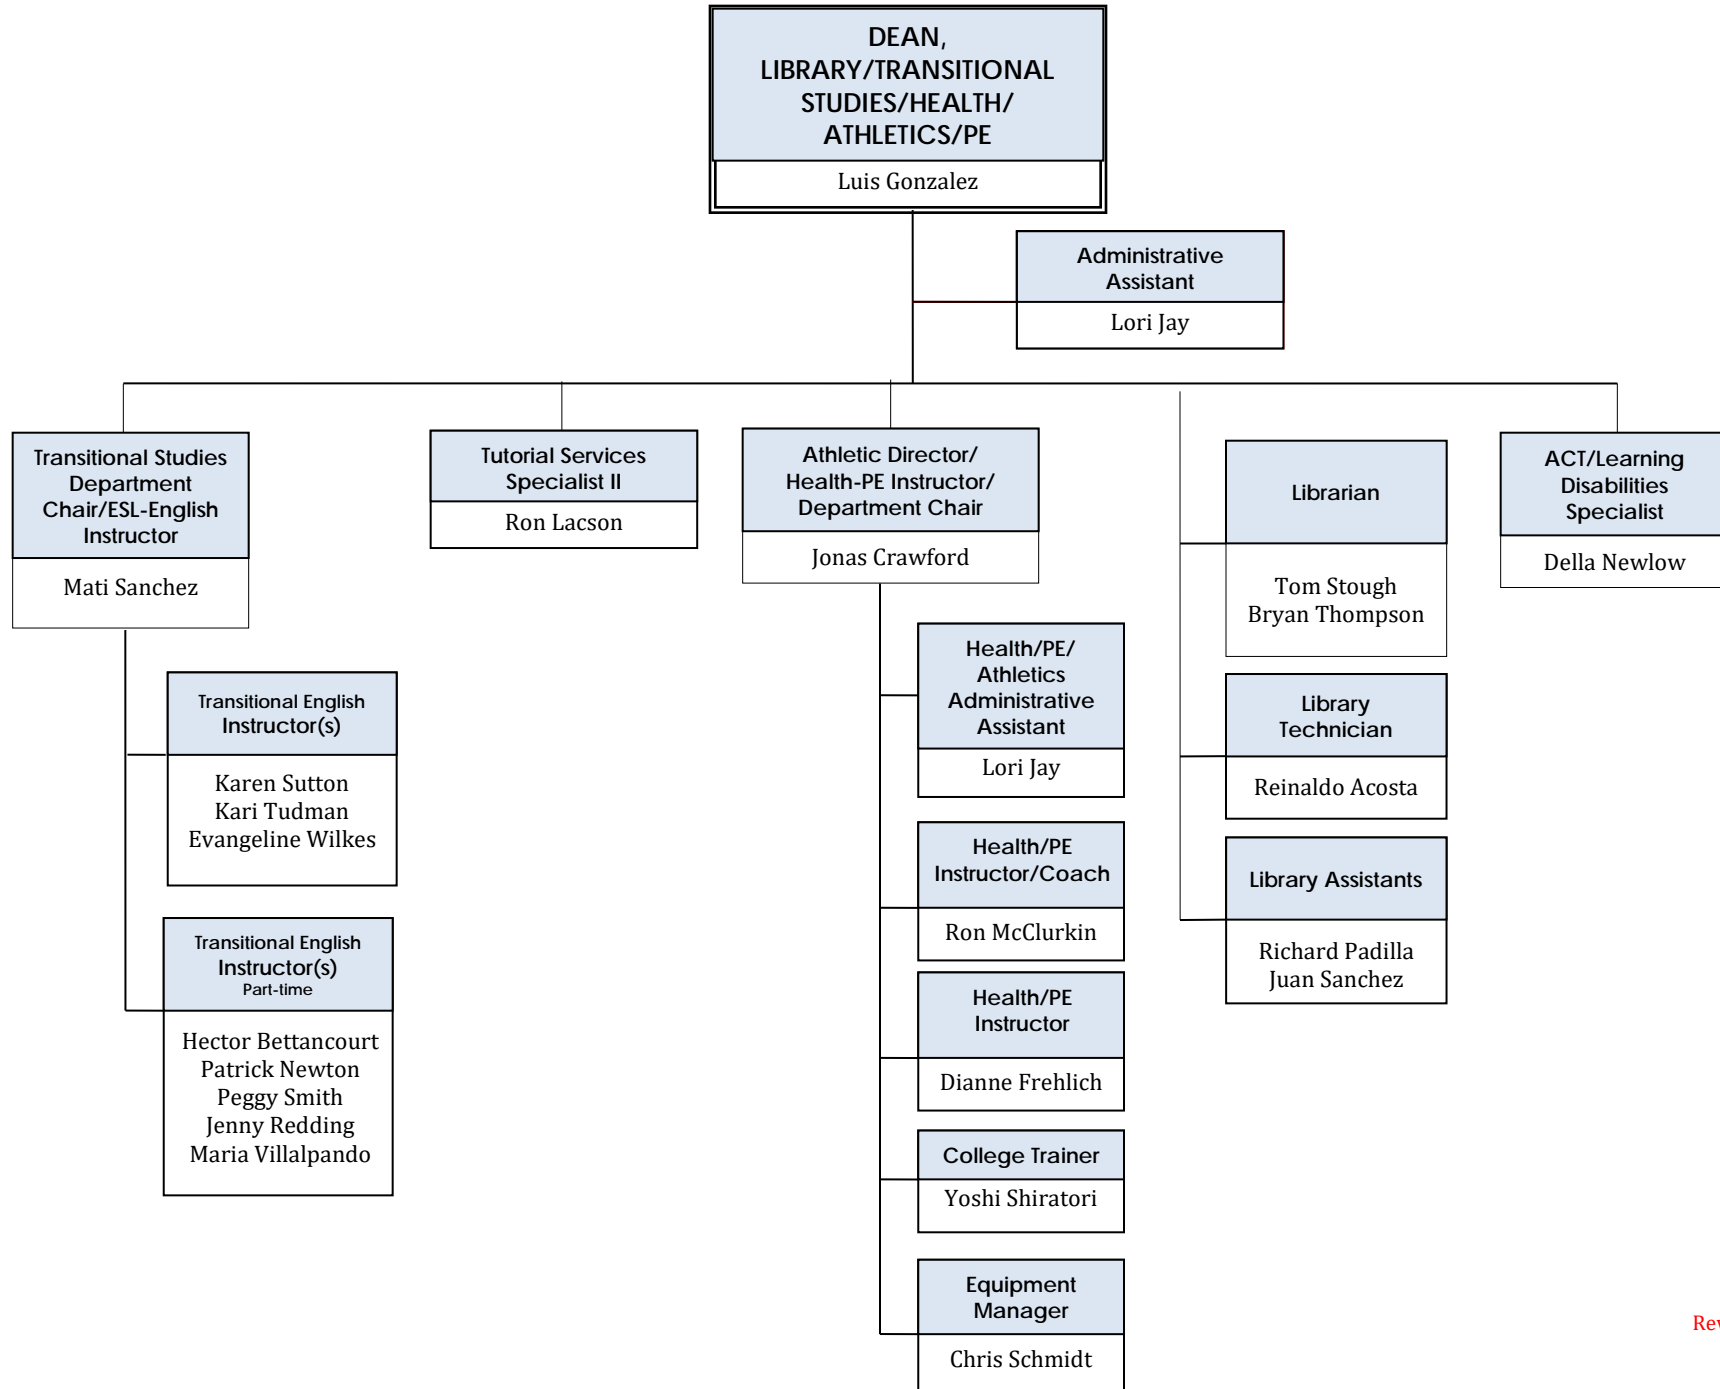 DEAN,
LIBRARY/TRANSITIONAL
STUDIES/HEALTH/
ATHLETICS/PE
Luis Gonzalez
Administrative
Assistant
Lori Jay
Transitional Studies
Department
Chair/ESL-English
Instructor
Mati Sanchez
Transitional English
Instructor(s)
Karen Sutton
Kari Tudman
Evangeline Wilkes
Transitional English
Instructor(s)
Part-time
Hector Bettancourt
Patrick Newton
Peggy Smith
Jenny Redding
Maria Villalpando
Tutorial Services
Specialist II
Ron Lacson
Athletic Director/
Health-PE Instructor/
Department Chair
Jonas Crawford
Health/PE/
Athletics
Administrative
Assistant
Lori Jay
Health/PE
Instructor/Coach
Ron McClurkin
Health/PE
Instructor
Dianne Frehlich
College Trainer
Yoshi Shiratori
Equipment
Manager
Chris Schmidt
Librarian
Tom Stough
Bryan Thompson
Library
Technician
Reinaldo Acosta
Library Assistants
Richard Padilla
Juan Sanchez
ACT/Learning
Disabilities
Specialist
Della Newlow